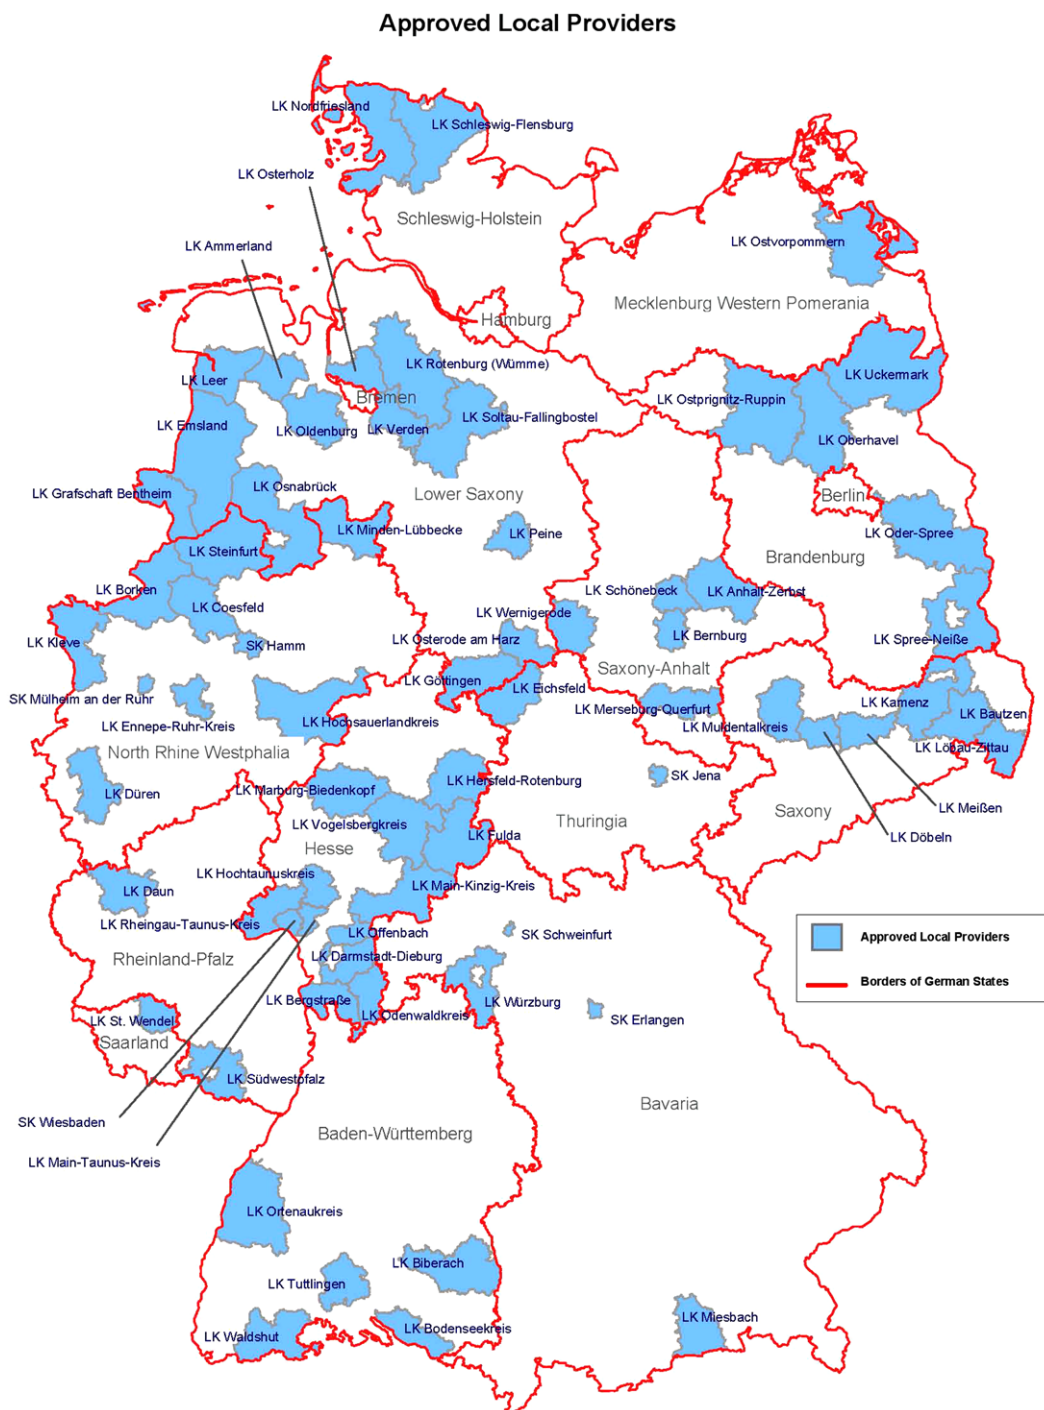 Approved Local Providers
LK Nordfriesland
LK Schleswig-Flensburg
LK Osterholz
Schleswig-Holstein
LK Ammerland
LK Ostvorpommern
Mecklenburg Western Pomerania
Hamburg
LK Rotenburg (Wümme)
LK Leer
LK Uckermark
Bremen
LK Ostprignitz-Ruppin
LK Soltau-Fallingbostel
LK Emsland
LK Oldenburg
LK Verden
LK Oberhavel
LK Osnabrück
LK Grafschaft Bentheim
Lower Saxony
Berlin
LK Minden-Lübbecke
LK Peine
LK Oder-Spree
LK Steinfurt
Brandenburg
LK Borken
LK Schönebeck
LK Anhalt-Zerbst
LK Coesfeld
LK Wernigerode
LK Bernburg
LK Kleve
SK Hamm
LK Osterode am Harz
LK Spree-Neiße
Saxony-Anhalt
LK Göttingen
LK Eichsfeld
SK Mülheim an der Ruhr
LK Merseburg-Querfurt
LK Kamenz
LK Bautzen
LK Ennepe-Ruhr-Kreis
LK Hochsauerlandkreis
LK Muldentalkreis
North Rhine Westphalia
LK Löbau-Zittau
SK Jena
LK Hersfeld-Rotenburg
LK Düren
LK Marburg-Biedenkopf
LK Meißen
Saxony
Thuringia
LK Vogelsbergkreis
LK Fulda
LK Döbeln
Hesse
LK Hochtaunuskreis
LK Daun
LK Main-Kinzig-Kreis
LK Rheingau-Taunus-Kreis
LK Offenbach
SK Schweinfurt
Approved Local Providers
LK Darmstadt-Dieburg
Rheinland-Pfalz
Borders of German States
LK Bergstraße
LK Würzburg
LK Odenwaldkreis
LK St. Wendel
SK Erlangen
Saarland
LK Südwestpfalz
Bavaria
SK Wiesbaden
Baden-Württemberg
LK Main-Taunus-Kreis
LK Ortenaukreis
LK Biberach
LK Tuttlingen
LK Miesbach
LK Bodenseekreis
LK Waldshut